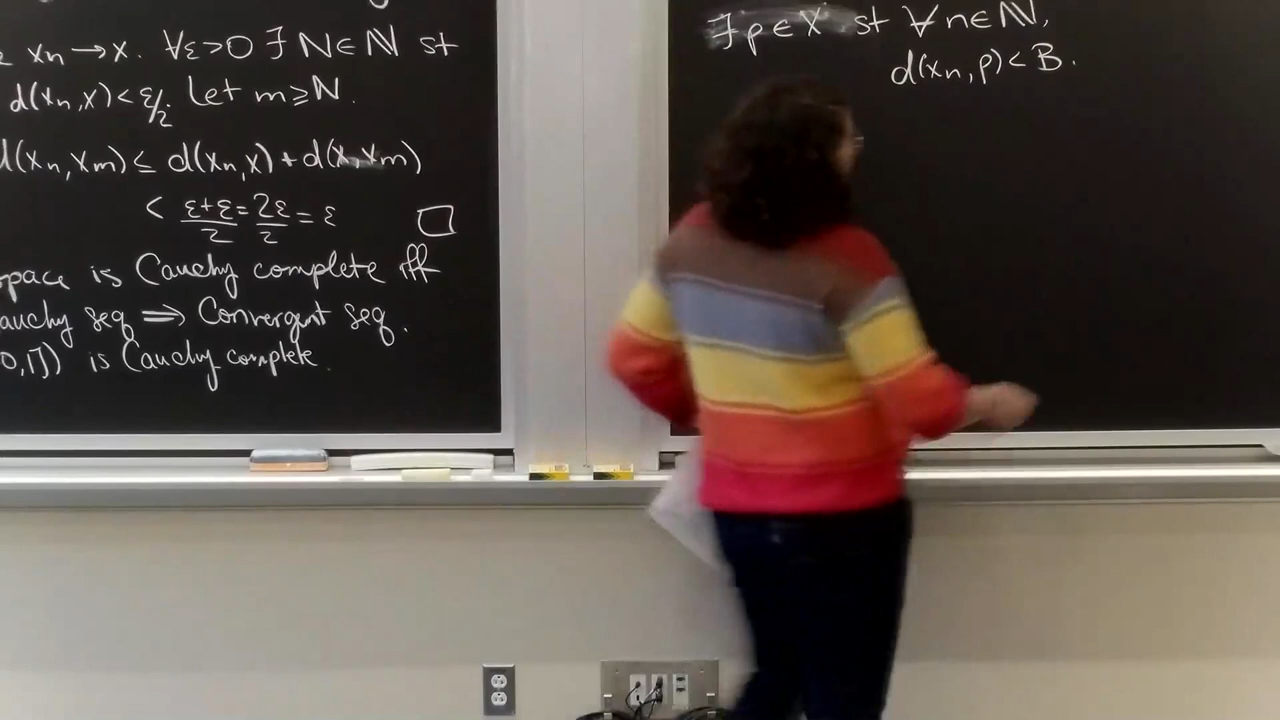 xn → x. ∀ε>0 ∃ N∈ℕ st
d(xn,x) < ε/2. Let m ≥ N.
d(xn,xm) ≤ d(xn,x) + d(x,xm)
< ε+ε/2 = 2ε/2 = ε □
space is Cauchy complete iff
Cauchy seq ⟹ Convergent seq.
0,1]) is Cauchy complete.
∃ p∈X st ∀n∈ℕ,
d(xn,p) < B.